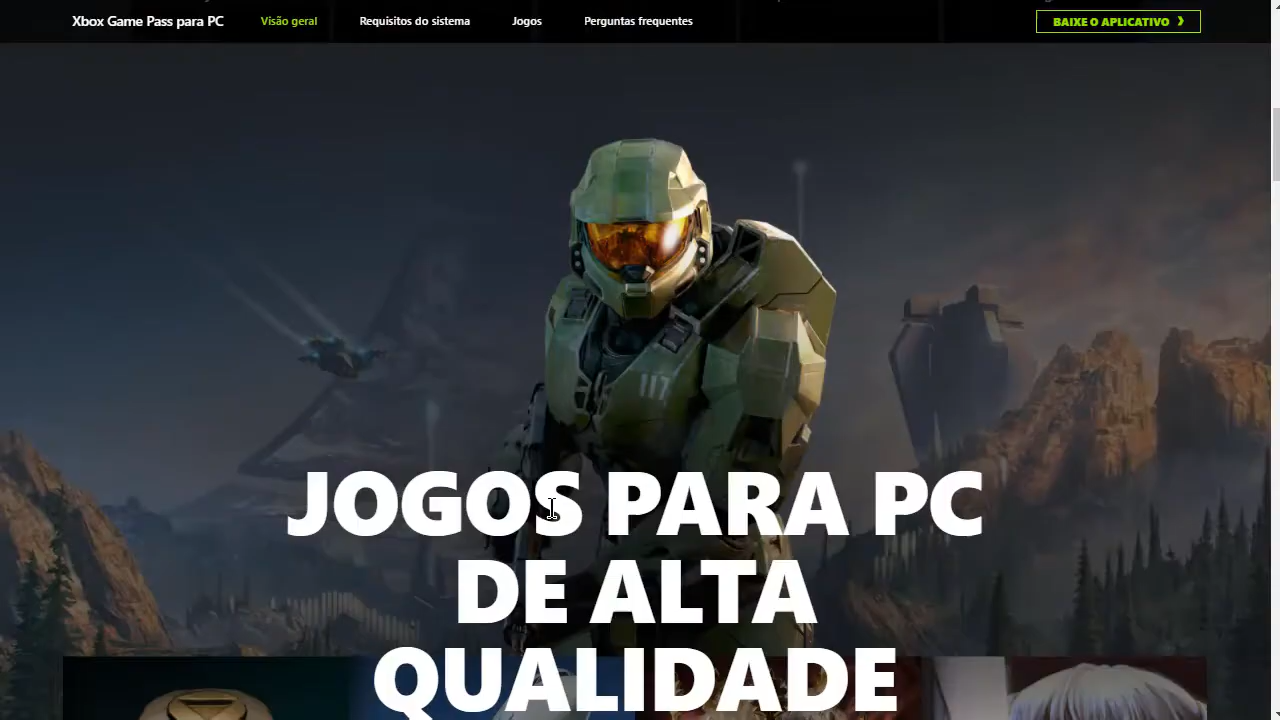 Xbox Game Pass para PC
Visão geral
Requisitos do sistema
Jogos
Perguntas frequentes
BAIXE O APLICATIVO
117
JOGOS PARA PC
DE ALTA
QUALIDADE